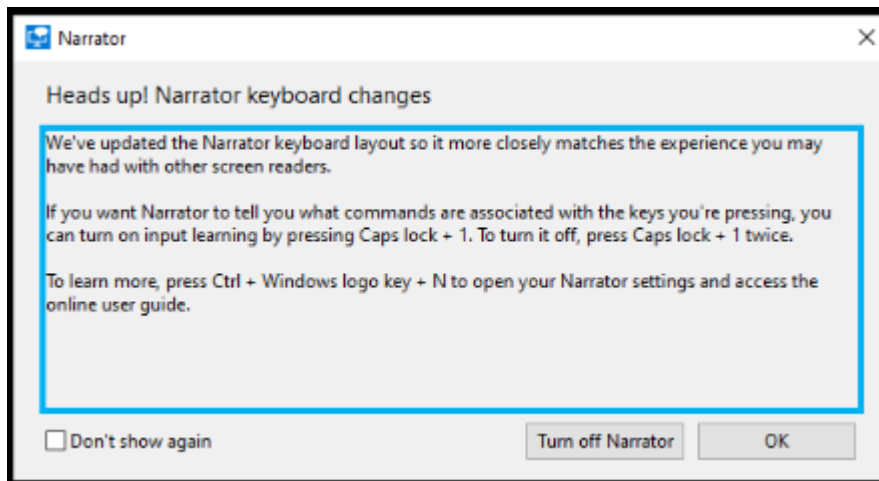 Narrator
Heads up! Narrator keyboard changes
We've updated the Narrator keyboard layout so it more closely matches the experience you may
have had with other screen readers.
If you want Narrator to tell you what commands are associated with the keys you're pressing, you
can turn on input learning by pressing Caps lock + 1. To turn it off, press Caps lock + 1 twice.
To learn more, press Ctrl + Windows logo key + N to open your Narrator settings and access the
online user guide.
Don't show again
Turn off Narrator
OK